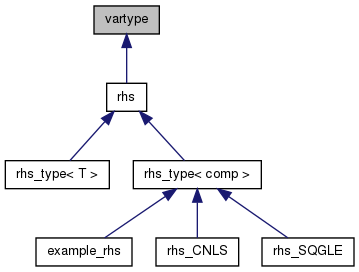 vartype
rhs
rhs_type< T >
rhs_type< comp >
example_rhs
rhs_CNLS
rhs_SQGLE